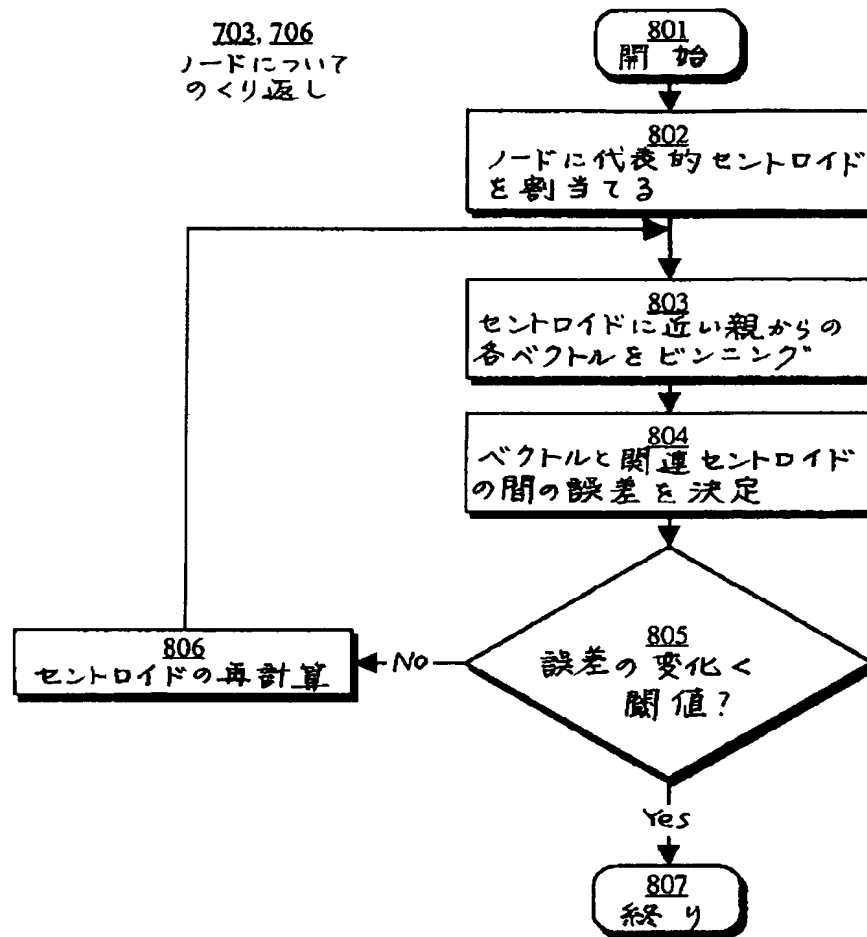 703, 706
ノードについて
のくり返し
801
開始
802
ノードに代表的セントロイド
を割当てる
803
セントロイドに近い親からの
各ベクトルをビンニング
804
ベクトルと関連セントロイド
の間の誤差を決定
805
誤差の変化<
閾値?
806
セントロイドの再計算
No
Yes
807
終り